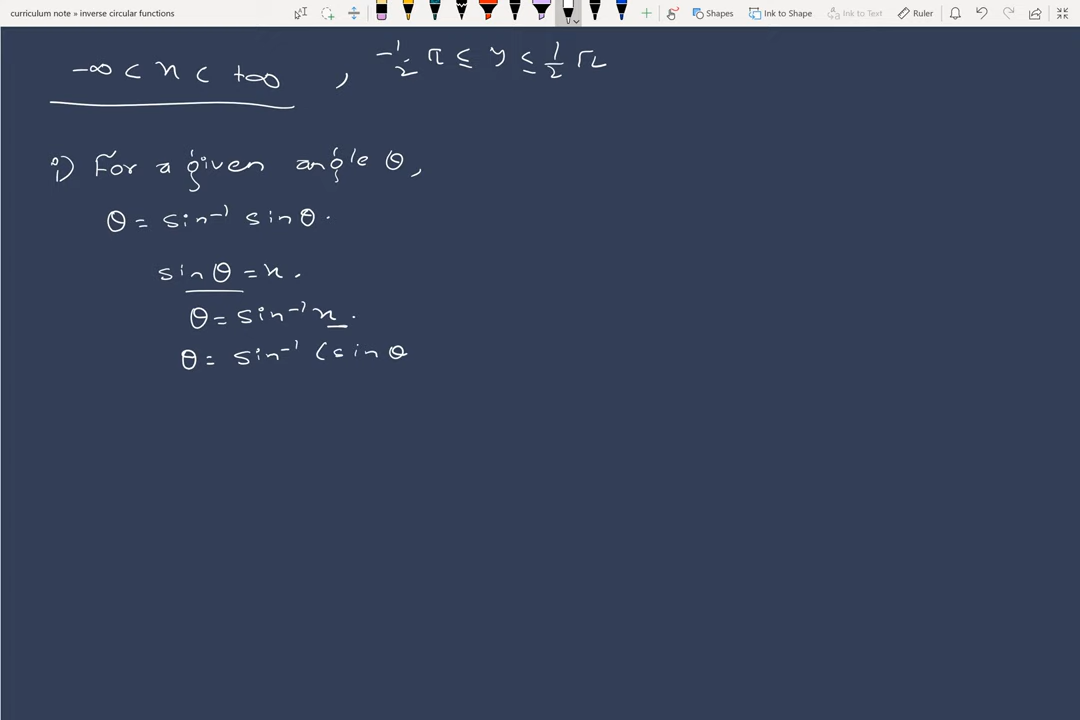 curriculum note » inverse circular functions
Shapes Ink to Shape Ink to Text Ruler
-∞ < x < +∞ , -1/2 π ≤ y ≤ 1/2 π
i) For a given angle θ,
θ = sin⁻¹ sin θ.
sin θ = x.
θ = sin⁻¹ x.
θ = sin⁻¹ (sin θ